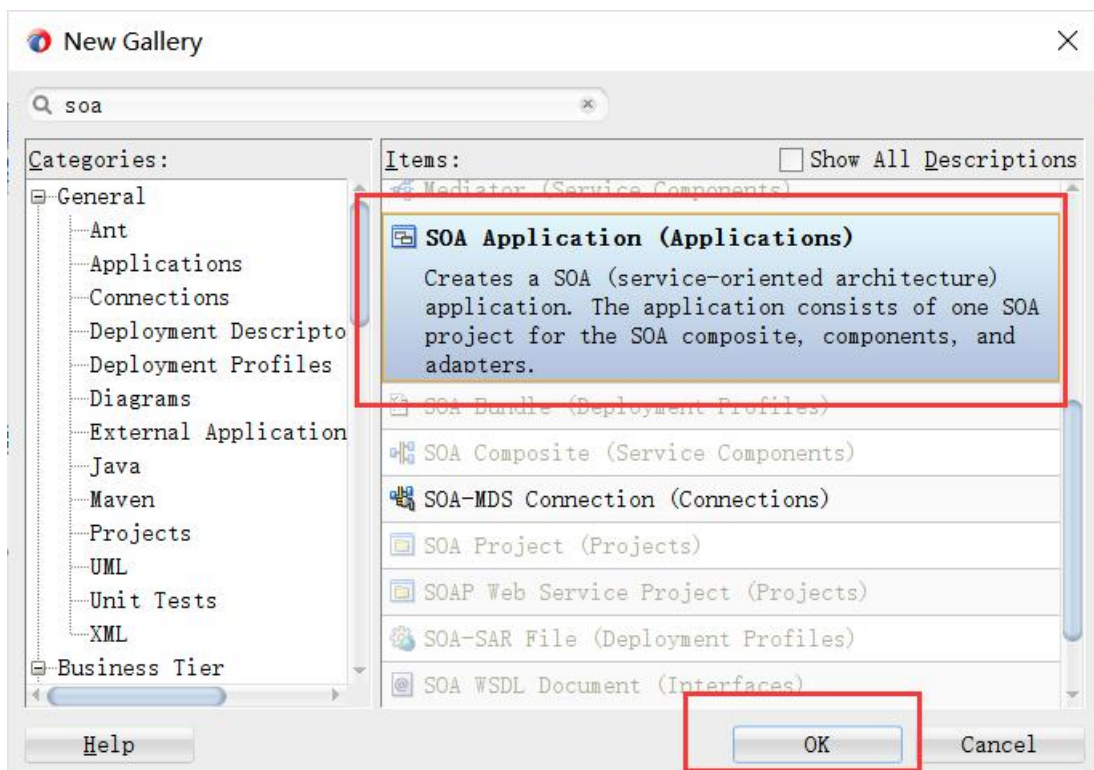 New Gallery
soa
Categories:
General
Ant
Applications
Connections
Deployment Descripto
Deployment Profiles
Diagrams
External Application
Java
Maven
Projects
UML
Unit Tests
XML
Business Tier
Items:
Show All Descriptions
Mediator (Service Components)
SOA Application (Applications)
Creates a SOA (service-oriented architecture)
application. The application consists of one SOA
project for the SOA composite, components, and
adapters.
SOA Bundle (Deployment Profiles)
SOA Composite (Service Components)
SOA-MDS Connection (Connections)
SOA Project (Projects)
SOAP Web Service Project (Projects)
SOA-SAR File (Deployment Profiles)
SOA WSDL Document (Interfaces)
Help
OK
Cancel